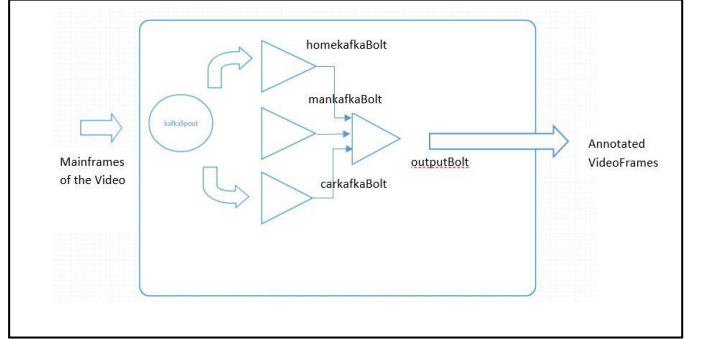 homekafkaBolt
mankafkaBolt
kafkaSpout
Mainframes
of the Video
carkafkaBolt
outputBolt
Annotated
VideoFrames